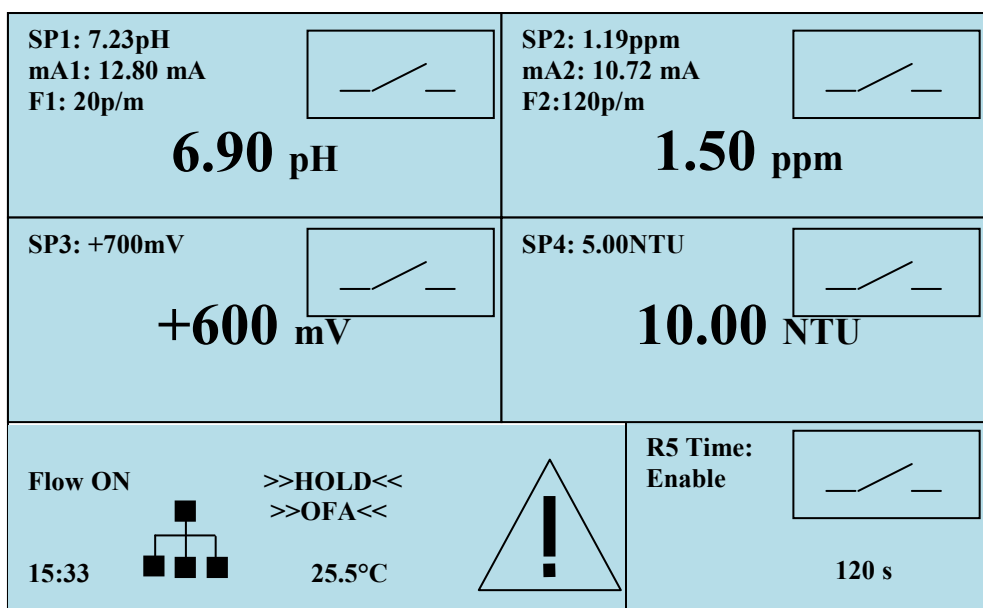 SP1: 7.23pH
mA1: 12.80 mA
F1: 20p/m
6.90 pH
SP2: 1.19ppm
mA2: 10.72 mA
F2:120p/m
1.50 ppm
SP3: +700mV
+600 mV
SP4: 5.00NTU
10.00 NTU
Flow ON
>>HOLD<<
>>OFA<<
15:33
25.5°C
!
R5 Time:
Enable
120 s